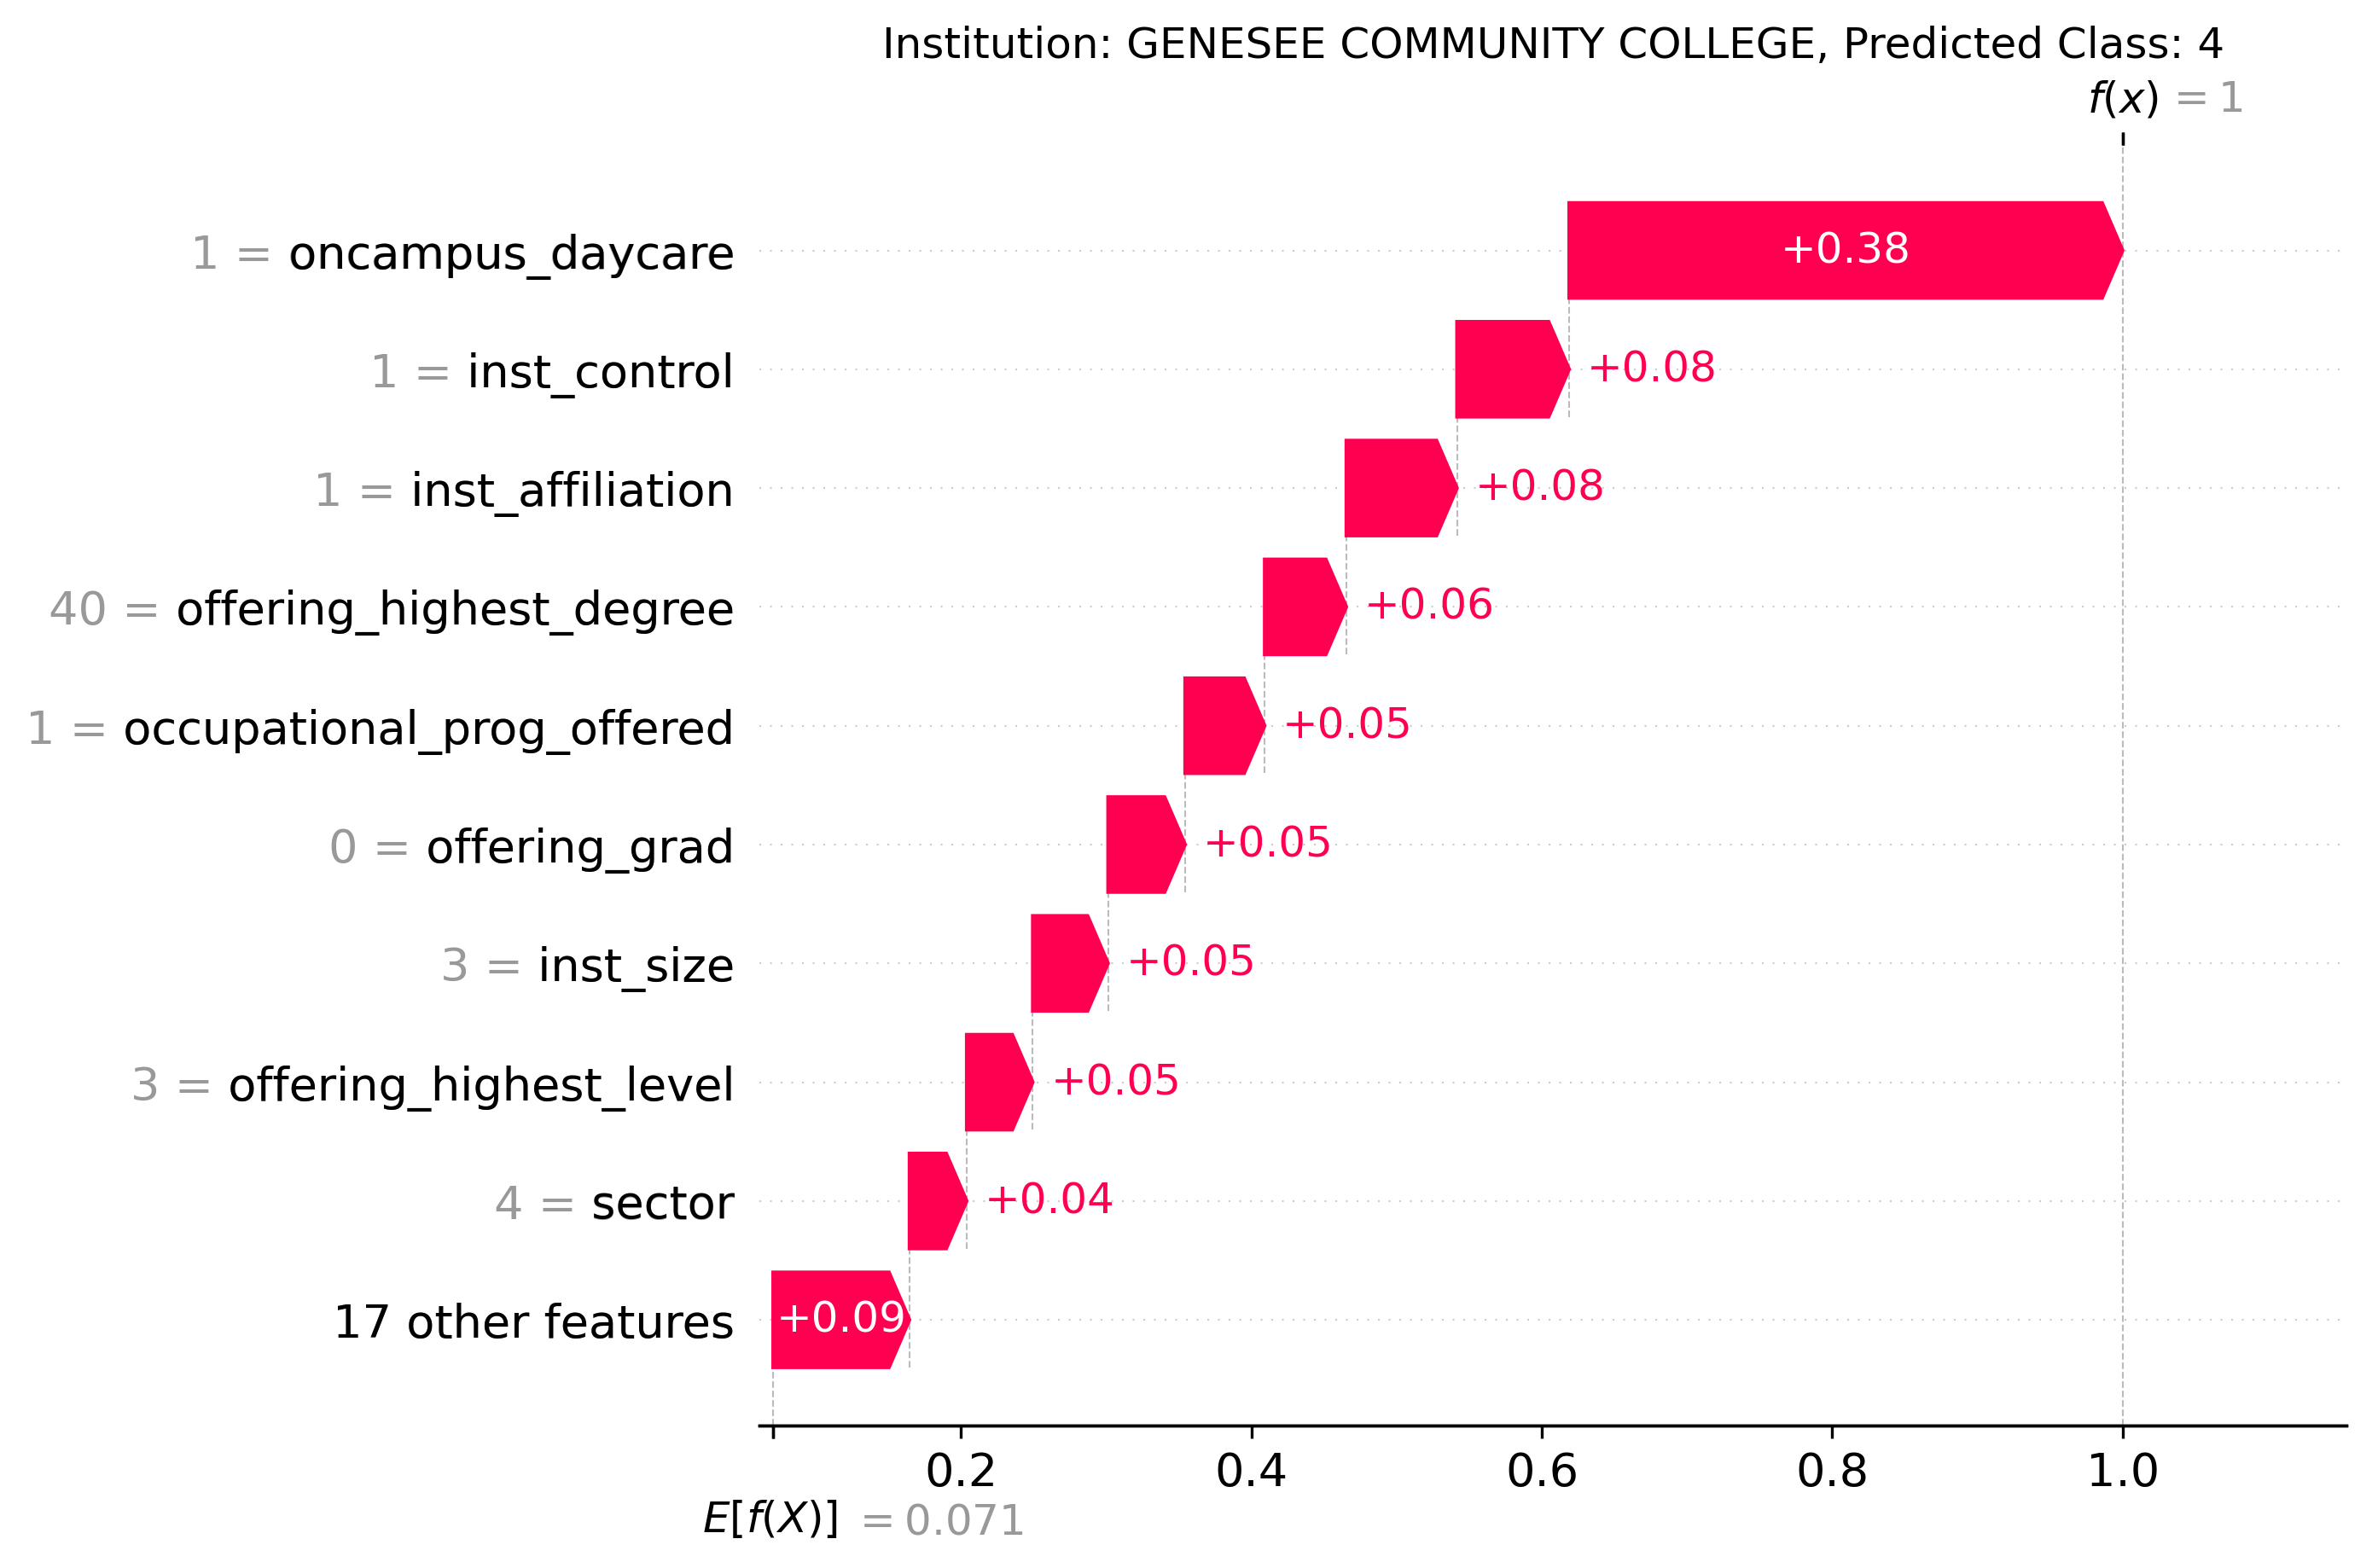 Institution: GENESEE COMMUNITY COLLEGE, Predicted Class: 4
f(x) = 1
1 = oncampus_daycare +0.38
1 = inst_control +0.08
1 = inst_affiliation +0.08
40 = offering_highest_degree +0.06
1 = occupational_prog_offered +0.05
0 = offering_grad +0.05
3 = inst_size +0.05
3 = offering_highest_level +0.05
4 = sector +0.04
17 other features +0.09
0.2 0.4 0.6 0.8 1.0
E[f(X)] = 0.071